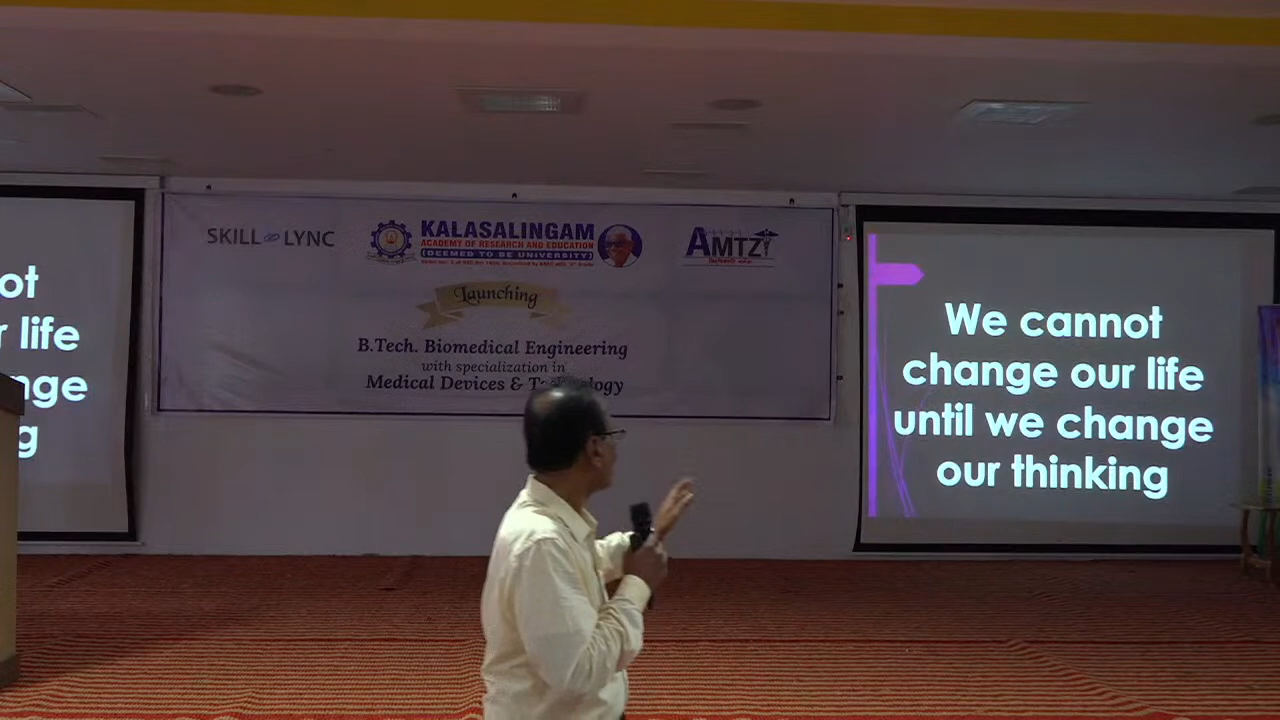 ot
r life
nge
g
SKILL LYNC
KALASALINGAM
ACADEMY OF RESEARCH AND EDUCATION
(DEEMED TO BE UNIVERSITY)
AMTZ
Launching
B.Tech. Biomedical Engineering
with specialization in
Medical Devices & Technology
We cannot
change our life
until we change
our thinking